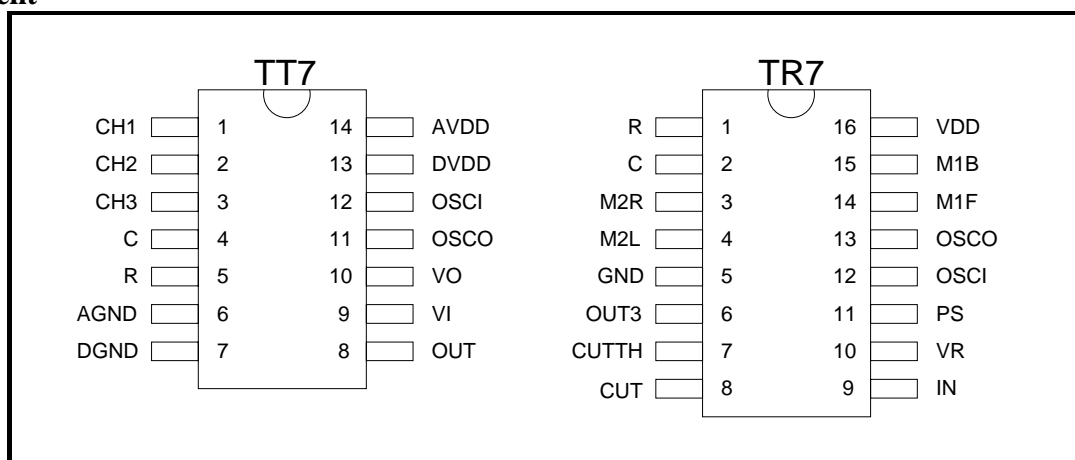 TT7
CH1 1 14 AVDD
CH2 2 13 DVDD
CH3 3 12 OSCI
C 4 11 OSCO
R 5 10 VO
AGND 6 9 VI
DGND 7 8 OUT
TR7
R 1 16 VDD
C 2 15 M1B
M2R 3 14 M1F
M2L 4 13 OSCO
GND 5 12 OSCI
OUT3 6 11 PS
CUTTH 7 10 VR
CUT 8 9 IN